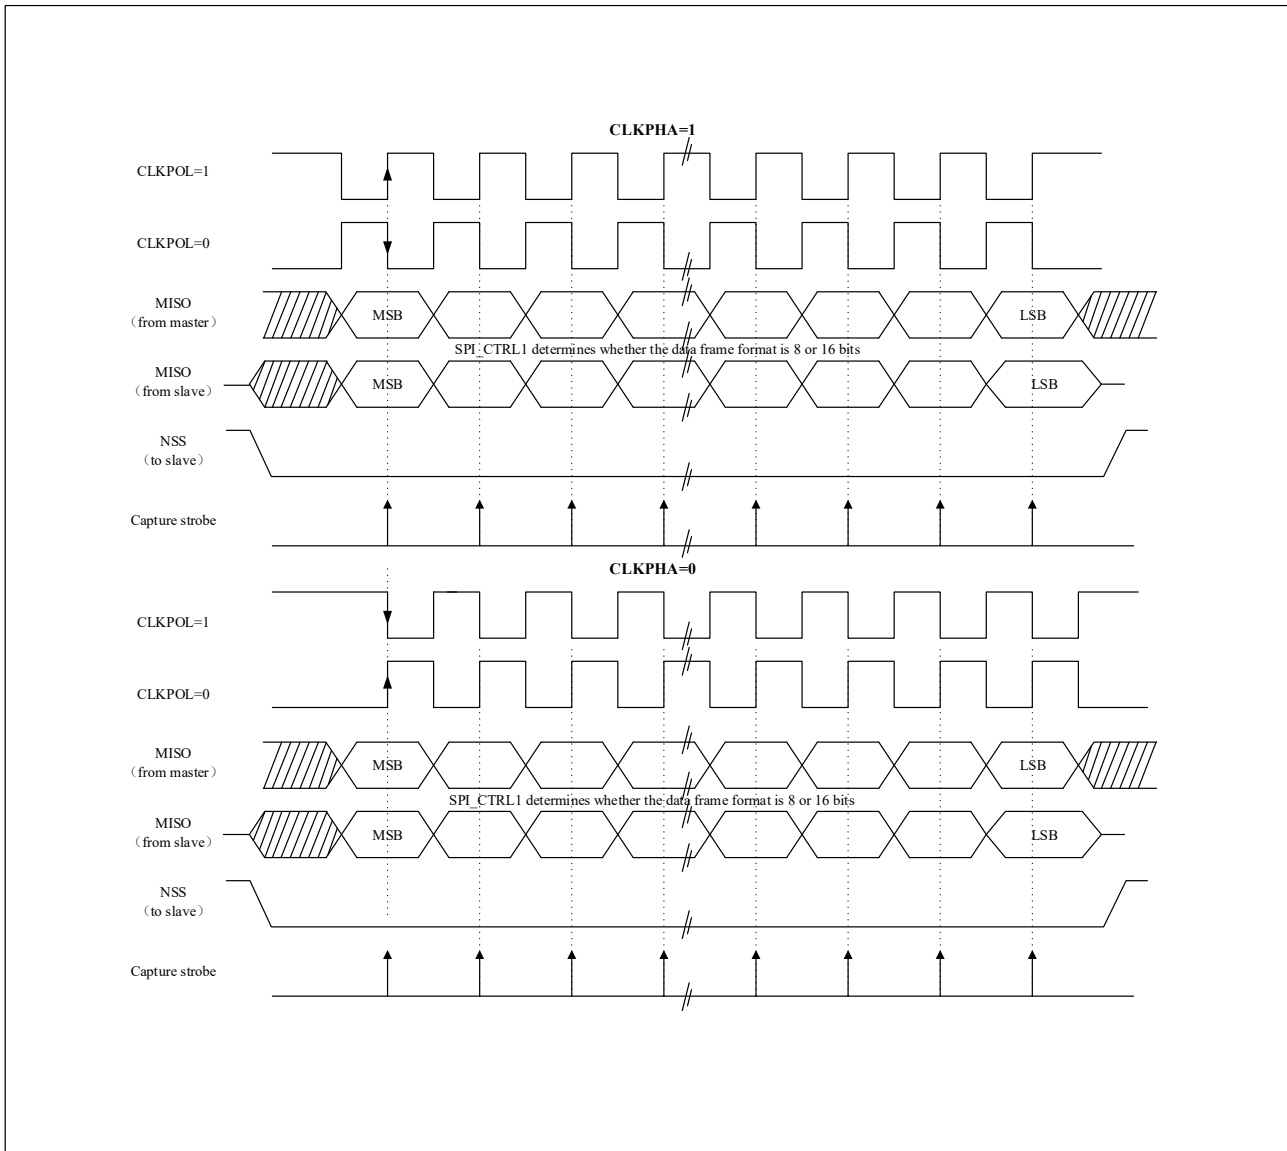 CLKPHA=1
CLKPOL=1
CLKPOL=0
MISO
（from master）
MSB
LSB
SPI_CTRL1 determines whether the data frame format is 8 or 16 bits
MISO
（from slave）
MSB
LSB
NSS
（to slave）
Capture strobe
CLKPHA=0
CLKPOL=1
CLKPOL=0
MISO
（from master）
MSB
LSB
SPI_CTRL1 determines whether the data frame format is 8 or 16 bits
MISO
（from slave）
MSB
LSB
NSS
（to slave）
Capture strobe